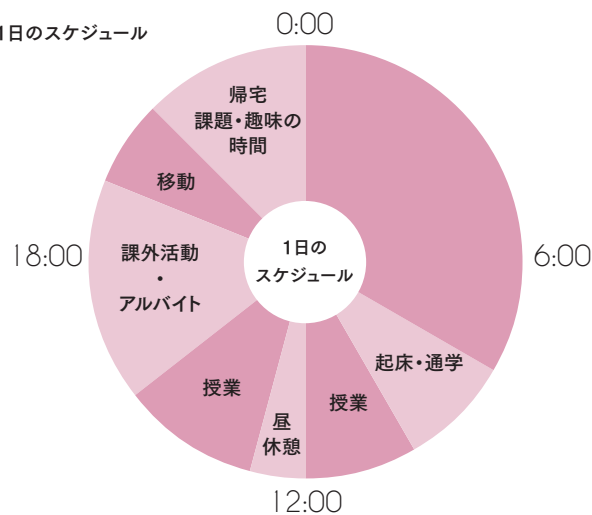 1日のスケジュール
0:00
帰宅
課題・趣味の
時間
移動
18:00
課外活動
・
アルバイト
1日の
スケジュール
6:00
起床・通学
授業
授業
昼
休憩
12:00